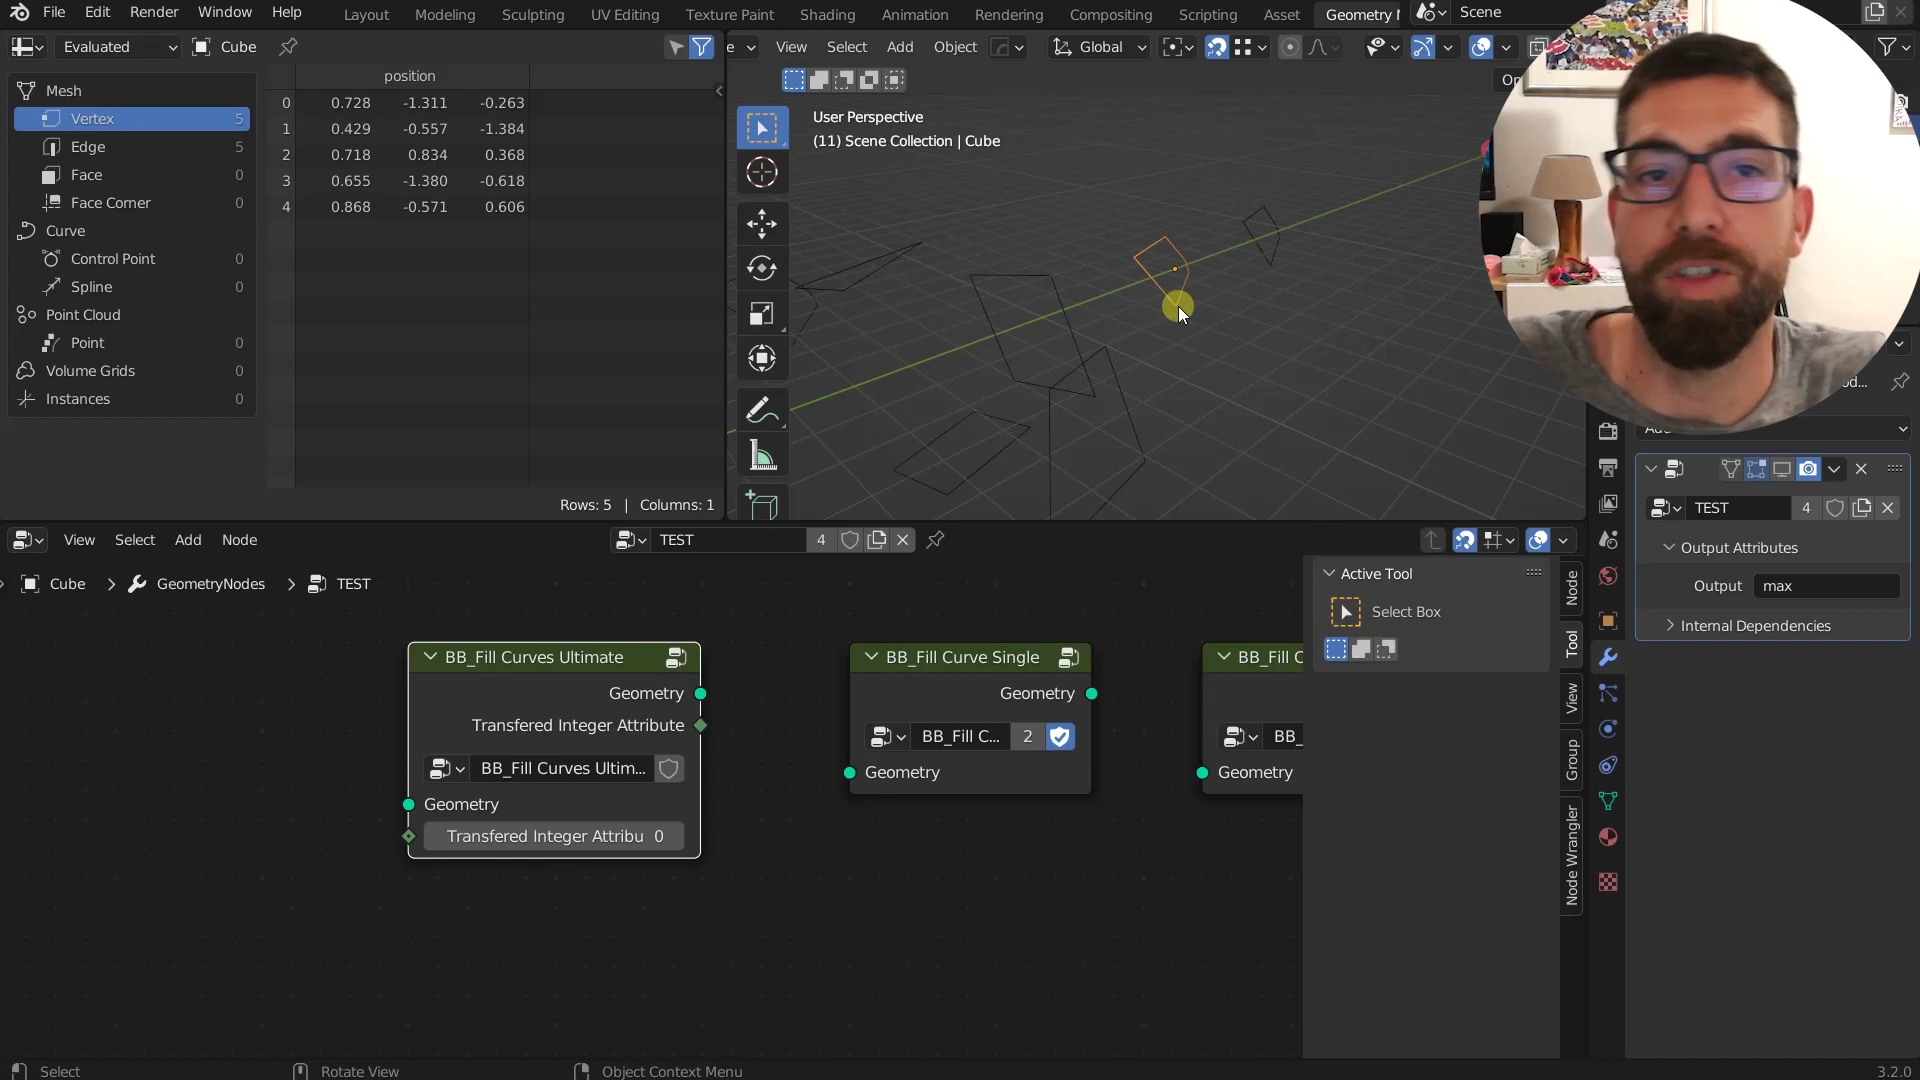 File Edit Render Window Help Layout Modeling Sculpting UV Editing Texture Paint Shading Animation Rendering Compositing Scripting Asset Geometry Scene
Evaluated Cube
e View Select Add Object Global
position
Mesh
Vertex 5
Edge 5
Face 0
Face Corner 0
Curve
Control Point 0
Spline 0
Point Cloud
Point 0
Volume Grids 0
Instances 0
0 0.728 -1.311 -0.263
1 0.429 -0.557 -1.384
2 0.718 0.834 0.368
3 0.655 -1.380 -0.618
4 0.868 -0.571 0.606
Rows: 5 | Columns: 1
User Perspective
(11) Scene Collection | Cube
Op
od...
TEST 4
Output Attributes
Output max
Internal Dependencies
View Select Add Node TEST 4
Cube > GeometryNodes > TEST
BB_Fill Curves Ultimate
Geometry
Transfered Integer Attribute
BB_Fill Curves Ultim...
Geometry
Transfered Integer Attribu 0
BB_Fill Curve Single
Geometry
BB_Fill C... 2
Geometry
BB_Fill C
BB_
Geometry
Active Tool
Select Box
Node
Tool
View
Group
Node Wrangler
Select Rotate View Object Context Menu 3.2.0